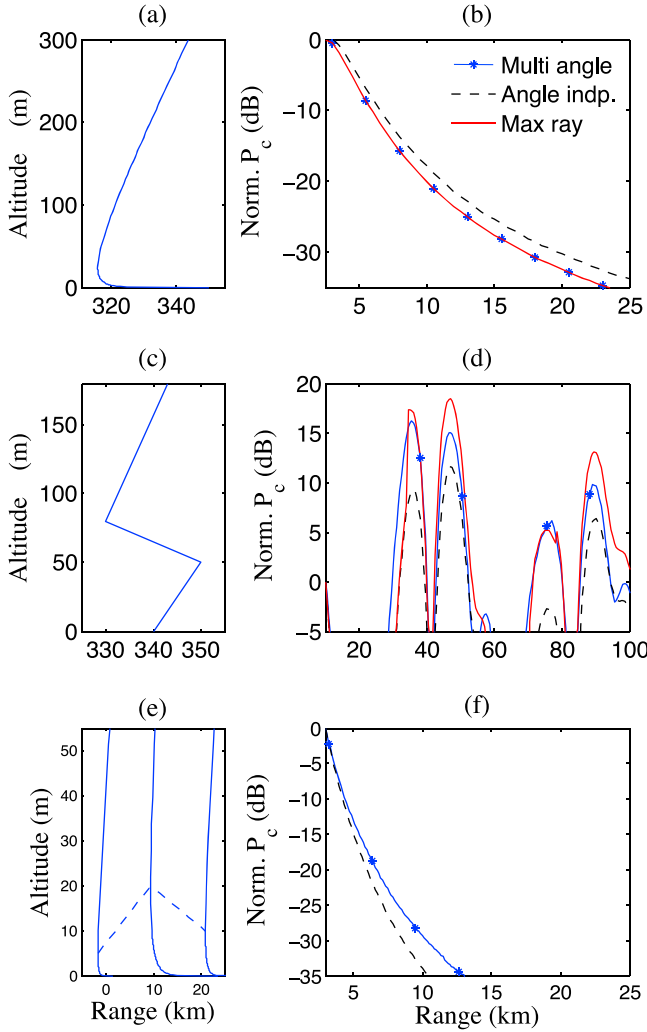 (a)
300
200
100
0
Altitude (m)
320 340
(b)
0
−10
−20
−30
Norm. P_c (dB)
Multi angle
Angle indp.
Max ray
5 10 15 20 25
(c)
150
100
50
0
Altitude (m)
330 340 350
(d)
20
15
10
5
0
−5
Norm. P_c (dB)
20 40 60 80 100
(e)
50
40
30
20
10
0
Altitude (m)
0 10 20
Range (km)
(f)
0
−5
−10
−15
−20
−25
−30
−35
Norm. P_c (dB)
5 10 15 20 25
Range (km)